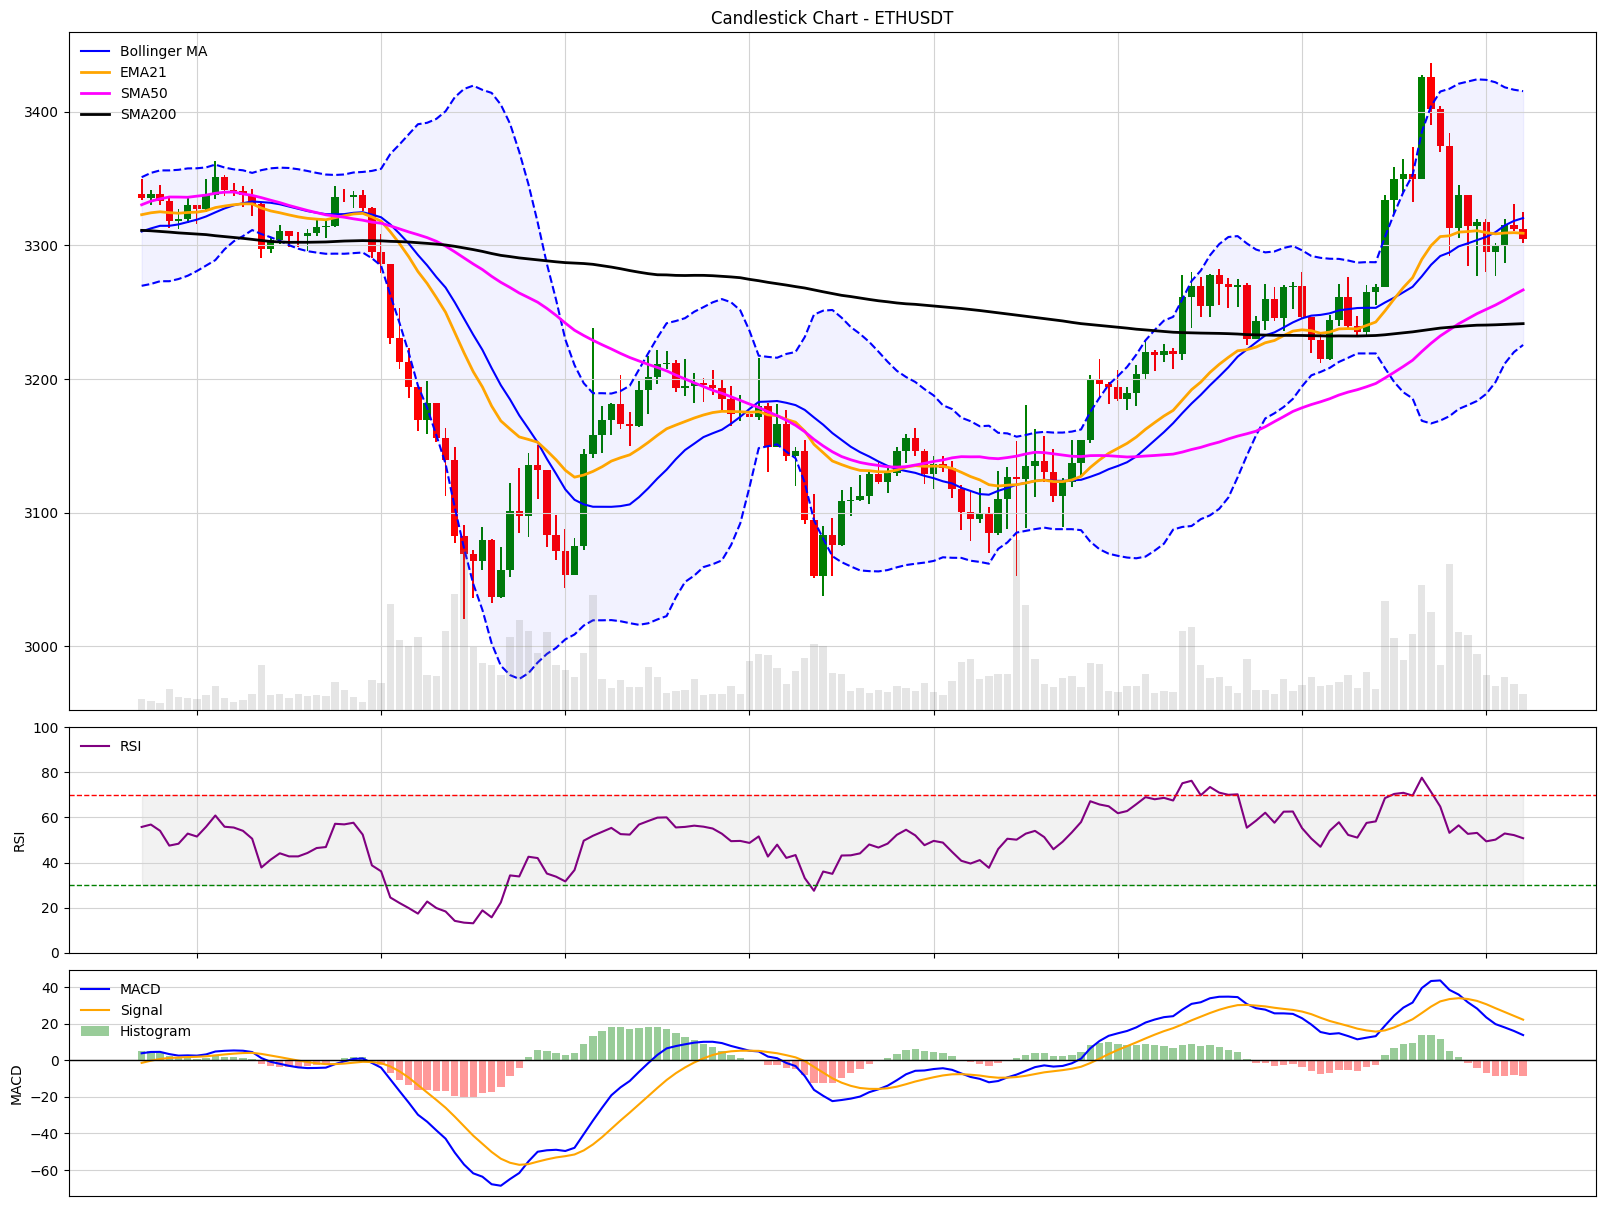 Candlestick Chart - ETHUSDT
Bollinger MA
EMA21
SMA50
SMA200
3400
3300
3200
3100
3000
RSI
100
80
60
40
20
0
RSI
MACD
Signal
Histogram
40
20
0
−20
−40
−60
MACD